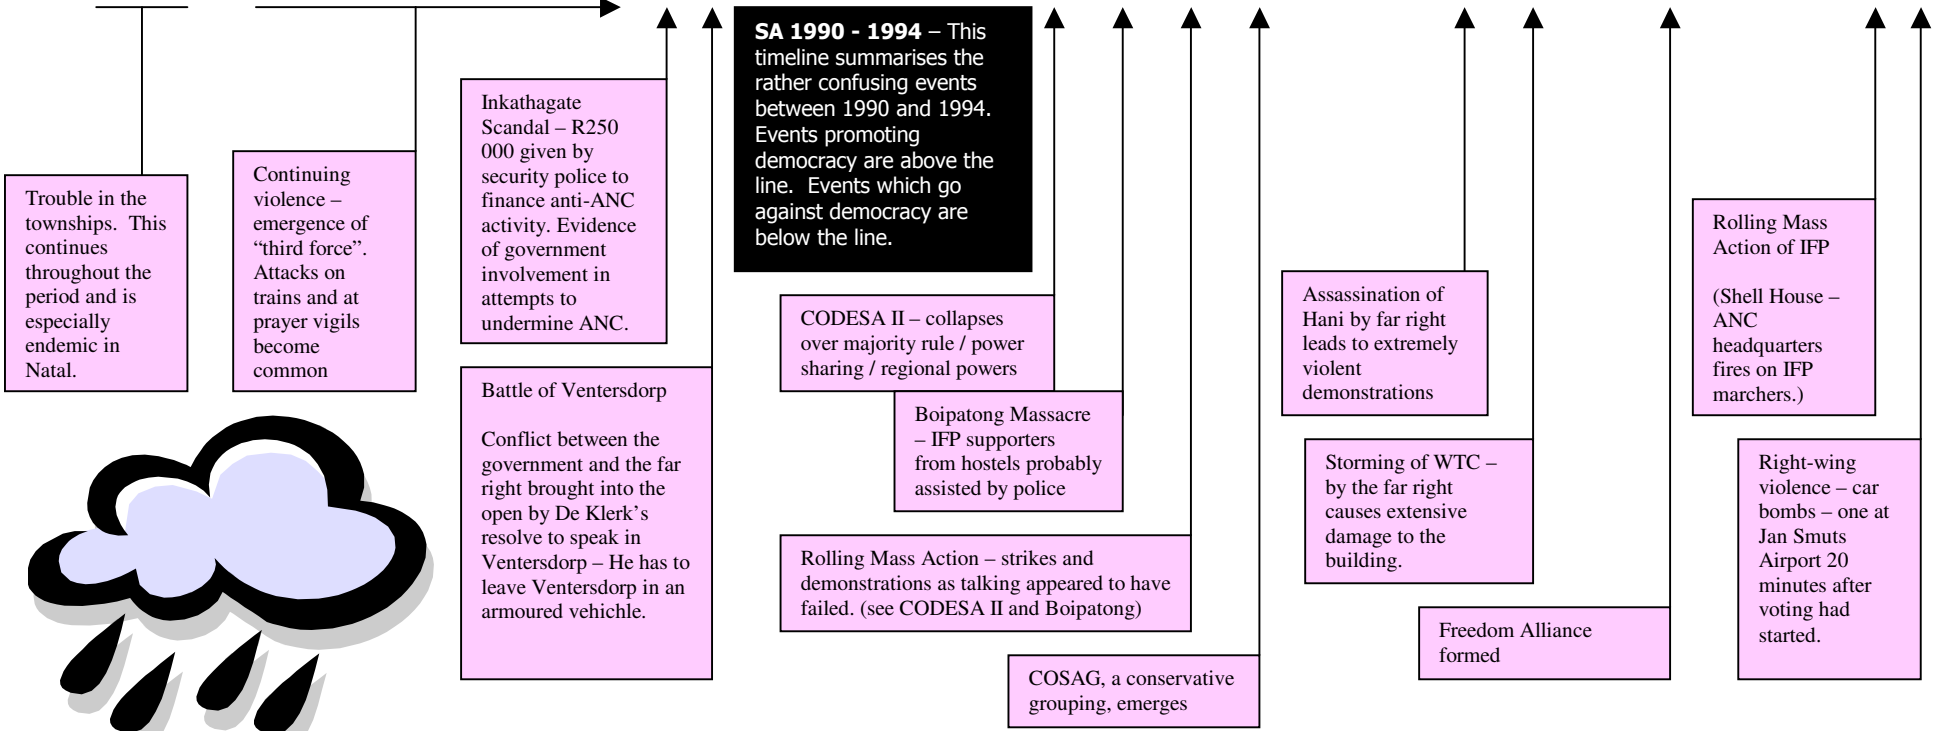 Trouble in the
townships.  This
continues
throughout the
period and is
especially
endemic in
Natal.
Continuing
violence –
emergence of
“third force”.
Attacks on
trains and at
prayer vigils
become
common
Inkathagate
Scandal – R250
000 given by
security police to
finance anti-ANC
activity. Evidence
of government
involvement in
attempts to
undermine ANC.
Battle of Ventersdorp
Conflict between the
government and the far
right brought into the
open by De Klerk’s
resolve to speak in
Ventersdorp – He has to
leave Ventersdorp in an
armoured vehichle.
SA 1990 - 1994 – This
timeline summarises the
rather confusing events
between 1990 and 1994.
Events promoting
democracy are above the
line.  Events which go
against democracy are
below the line.
CODESA II – collapses
over majority rule / power
sharing / regional powers
Boipatong Massacre
– IFP supporters
from hostels probably
assisted by police
Rolling Mass Action – strikes and
demonstrations as talking appeared to have
failed. (see CODESA II and Boipatong)
COSAG, a conservative
grouping, emerges
Assassination of
Hani by far right
leads to extremely
violent
demonstrations
Storming of WTC –
by the far right
causes extensive
damage to the
building.
Freedom Alliance
formed
Rolling Mass
Action of IFP
(Shell House –
ANC
headquarters
fires on IFP
marchers.)
Right-wing
violence – car
bombs – one at
Jan Smuts
Airport 20
minutes after
voting had
started.